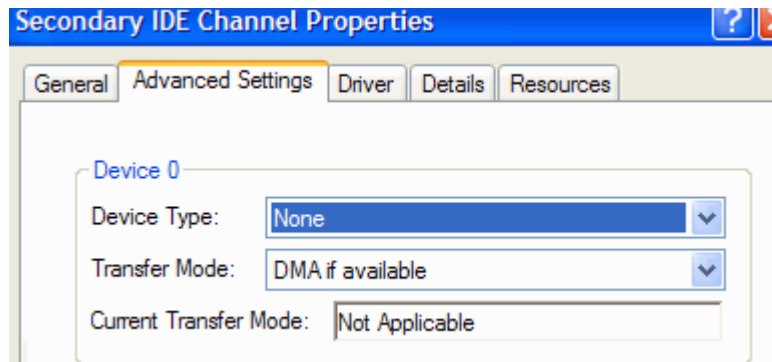 Secondary IDE Channel Properties ?
General Advanced Settings Driver Details Resources
Device 0
Device Type: None
Transfer Mode: DMA if available
Current Transfer Mode: Not Applicable